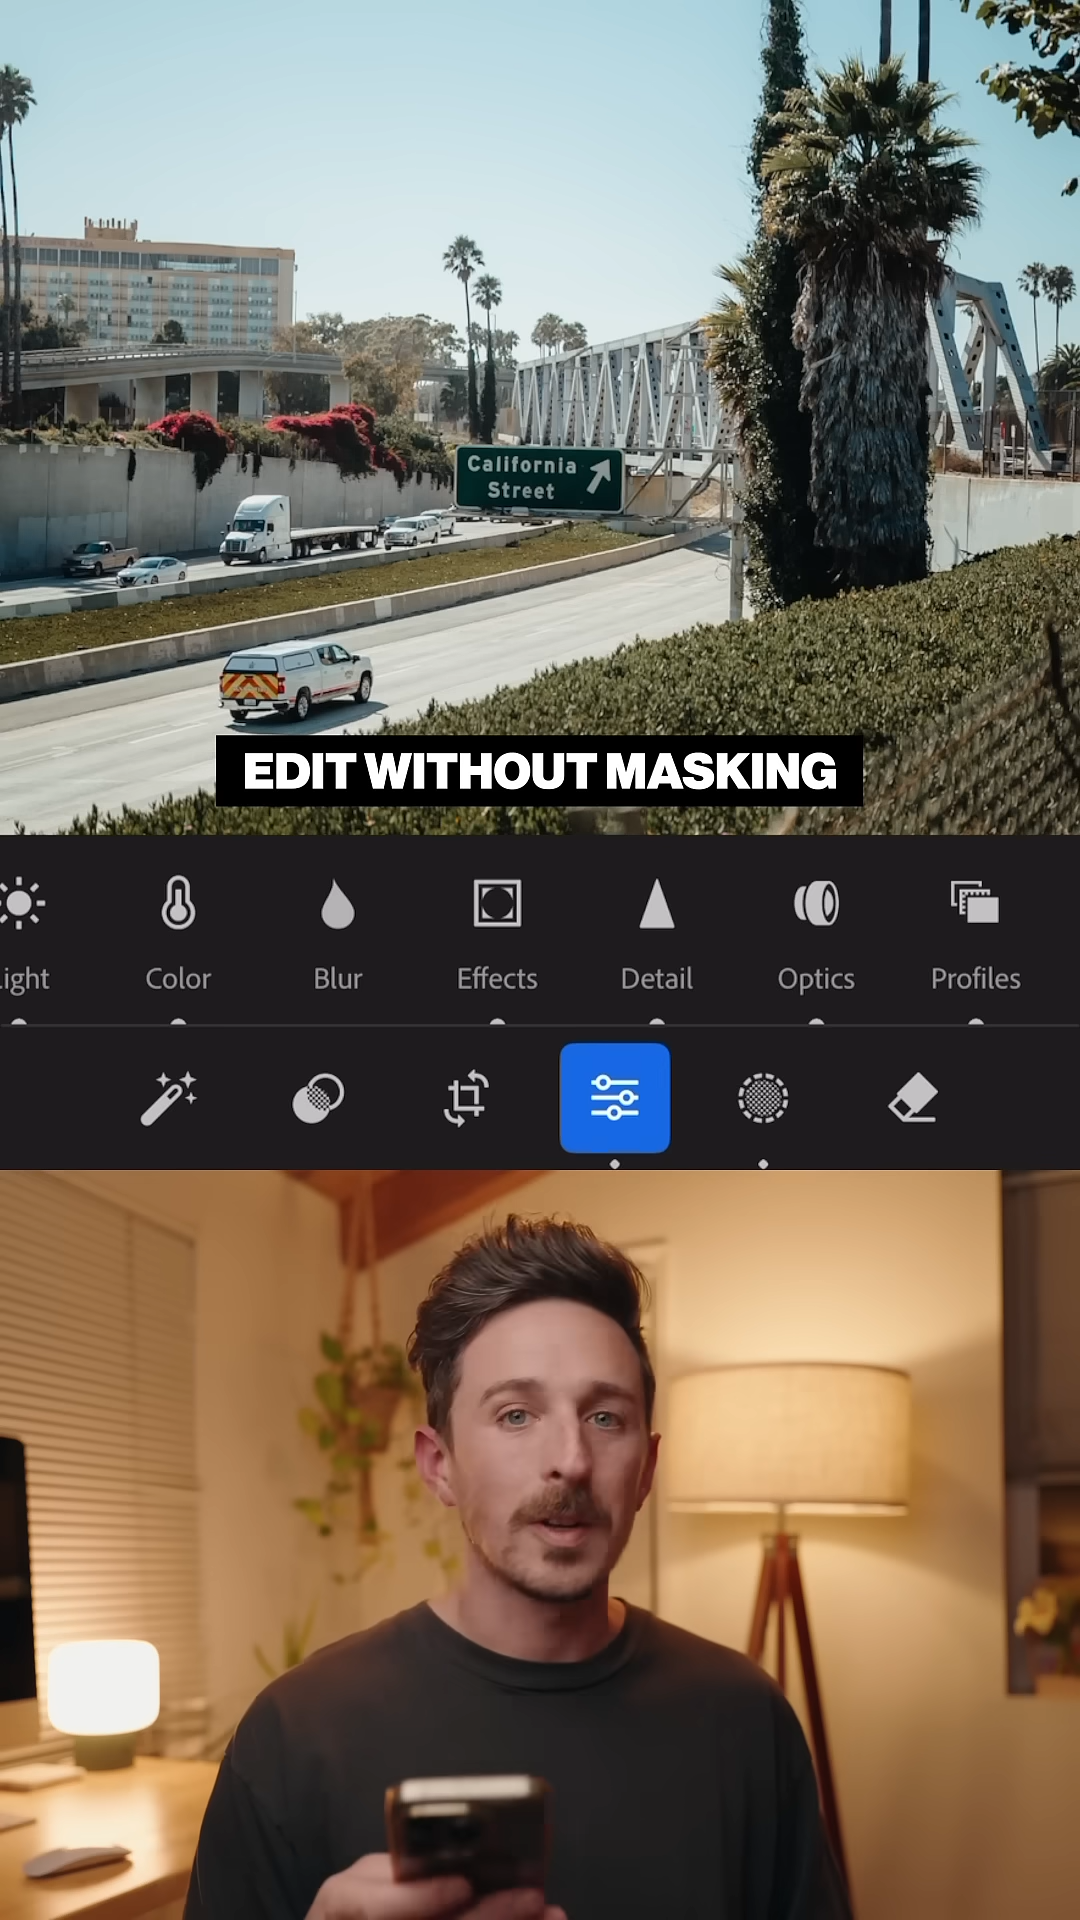 California
Street
EDIT WITHOUT MASKING
ight
Color
Blur
Effects
Detail
Optics
Profiles